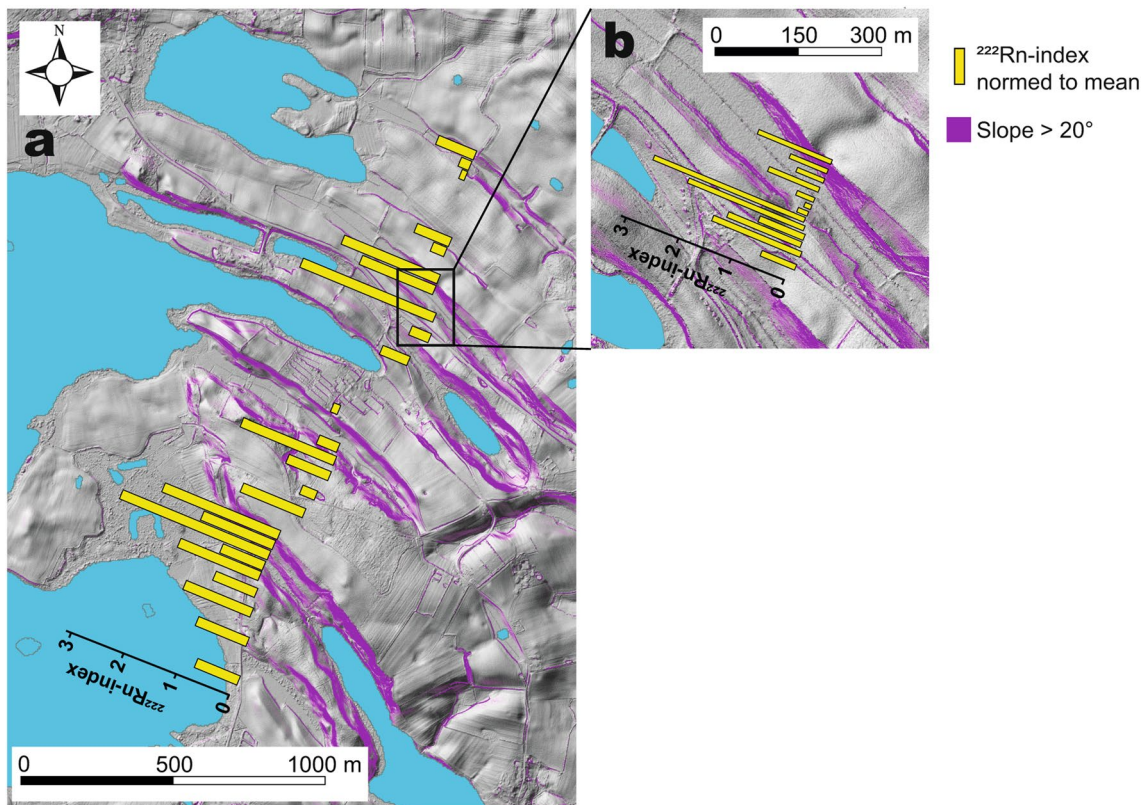 N
a
3
2
1
0
²²²Rn-index
0 500 1000 m
b
0 150 300 m
3
2
1
0
²²²Rn-index
²²²Rn-index
normed to mean
Slope > 20°